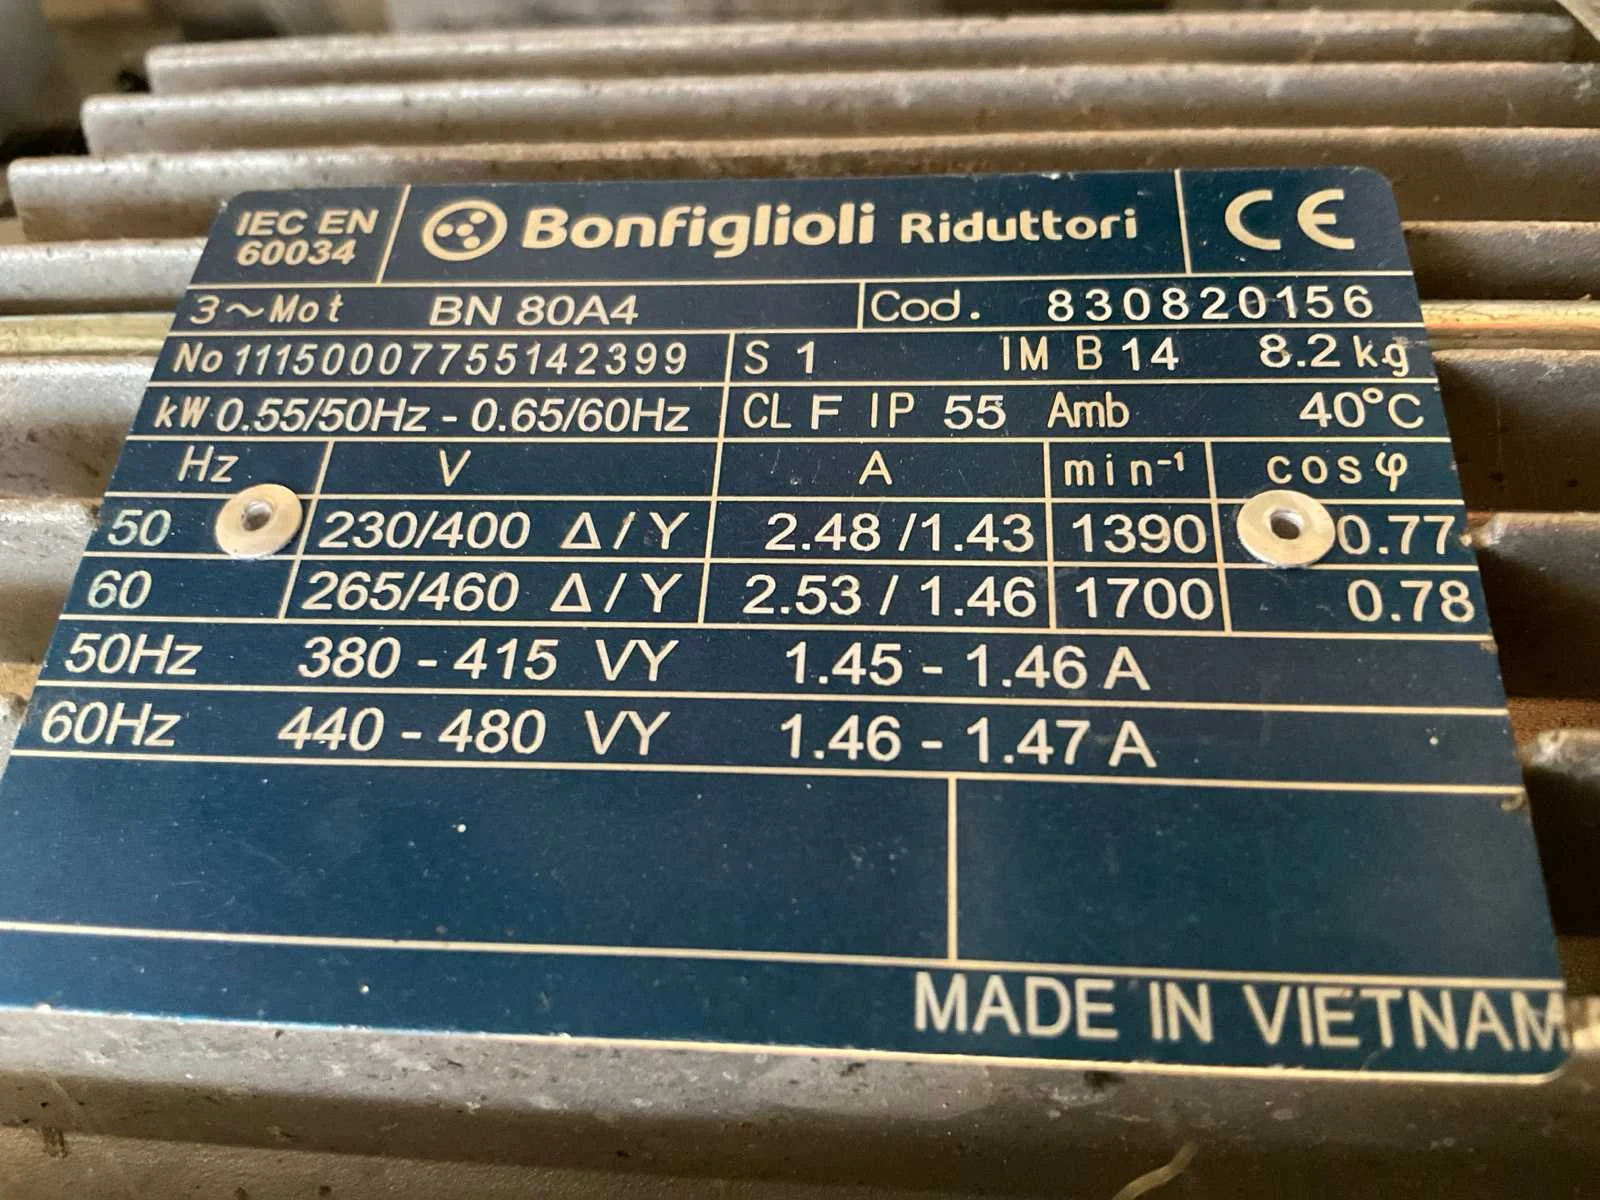 IEC EN
60034
Bonfiglioli Riduttori CE
3~Mot BN 80A4 Cod. 830820156
No 11150007755142399 S 1 IM B 14 8.2 kg
kW 0.55/50Hz - 0.65/60Hz CL F IP 55 Amb 40°C
Hz V A min⁻¹ cosφ
50 230/400 Δ/Y 2.48/1.43 1390 0.77
60 265/460 Δ/Y 2.53/1.46 1700 0.78
50Hz 380 - 415 VY 1.45 - 1.46 A
60Hz 440 - 480 VY 1.46 - 1.47 A
MADE IN VIETNAM